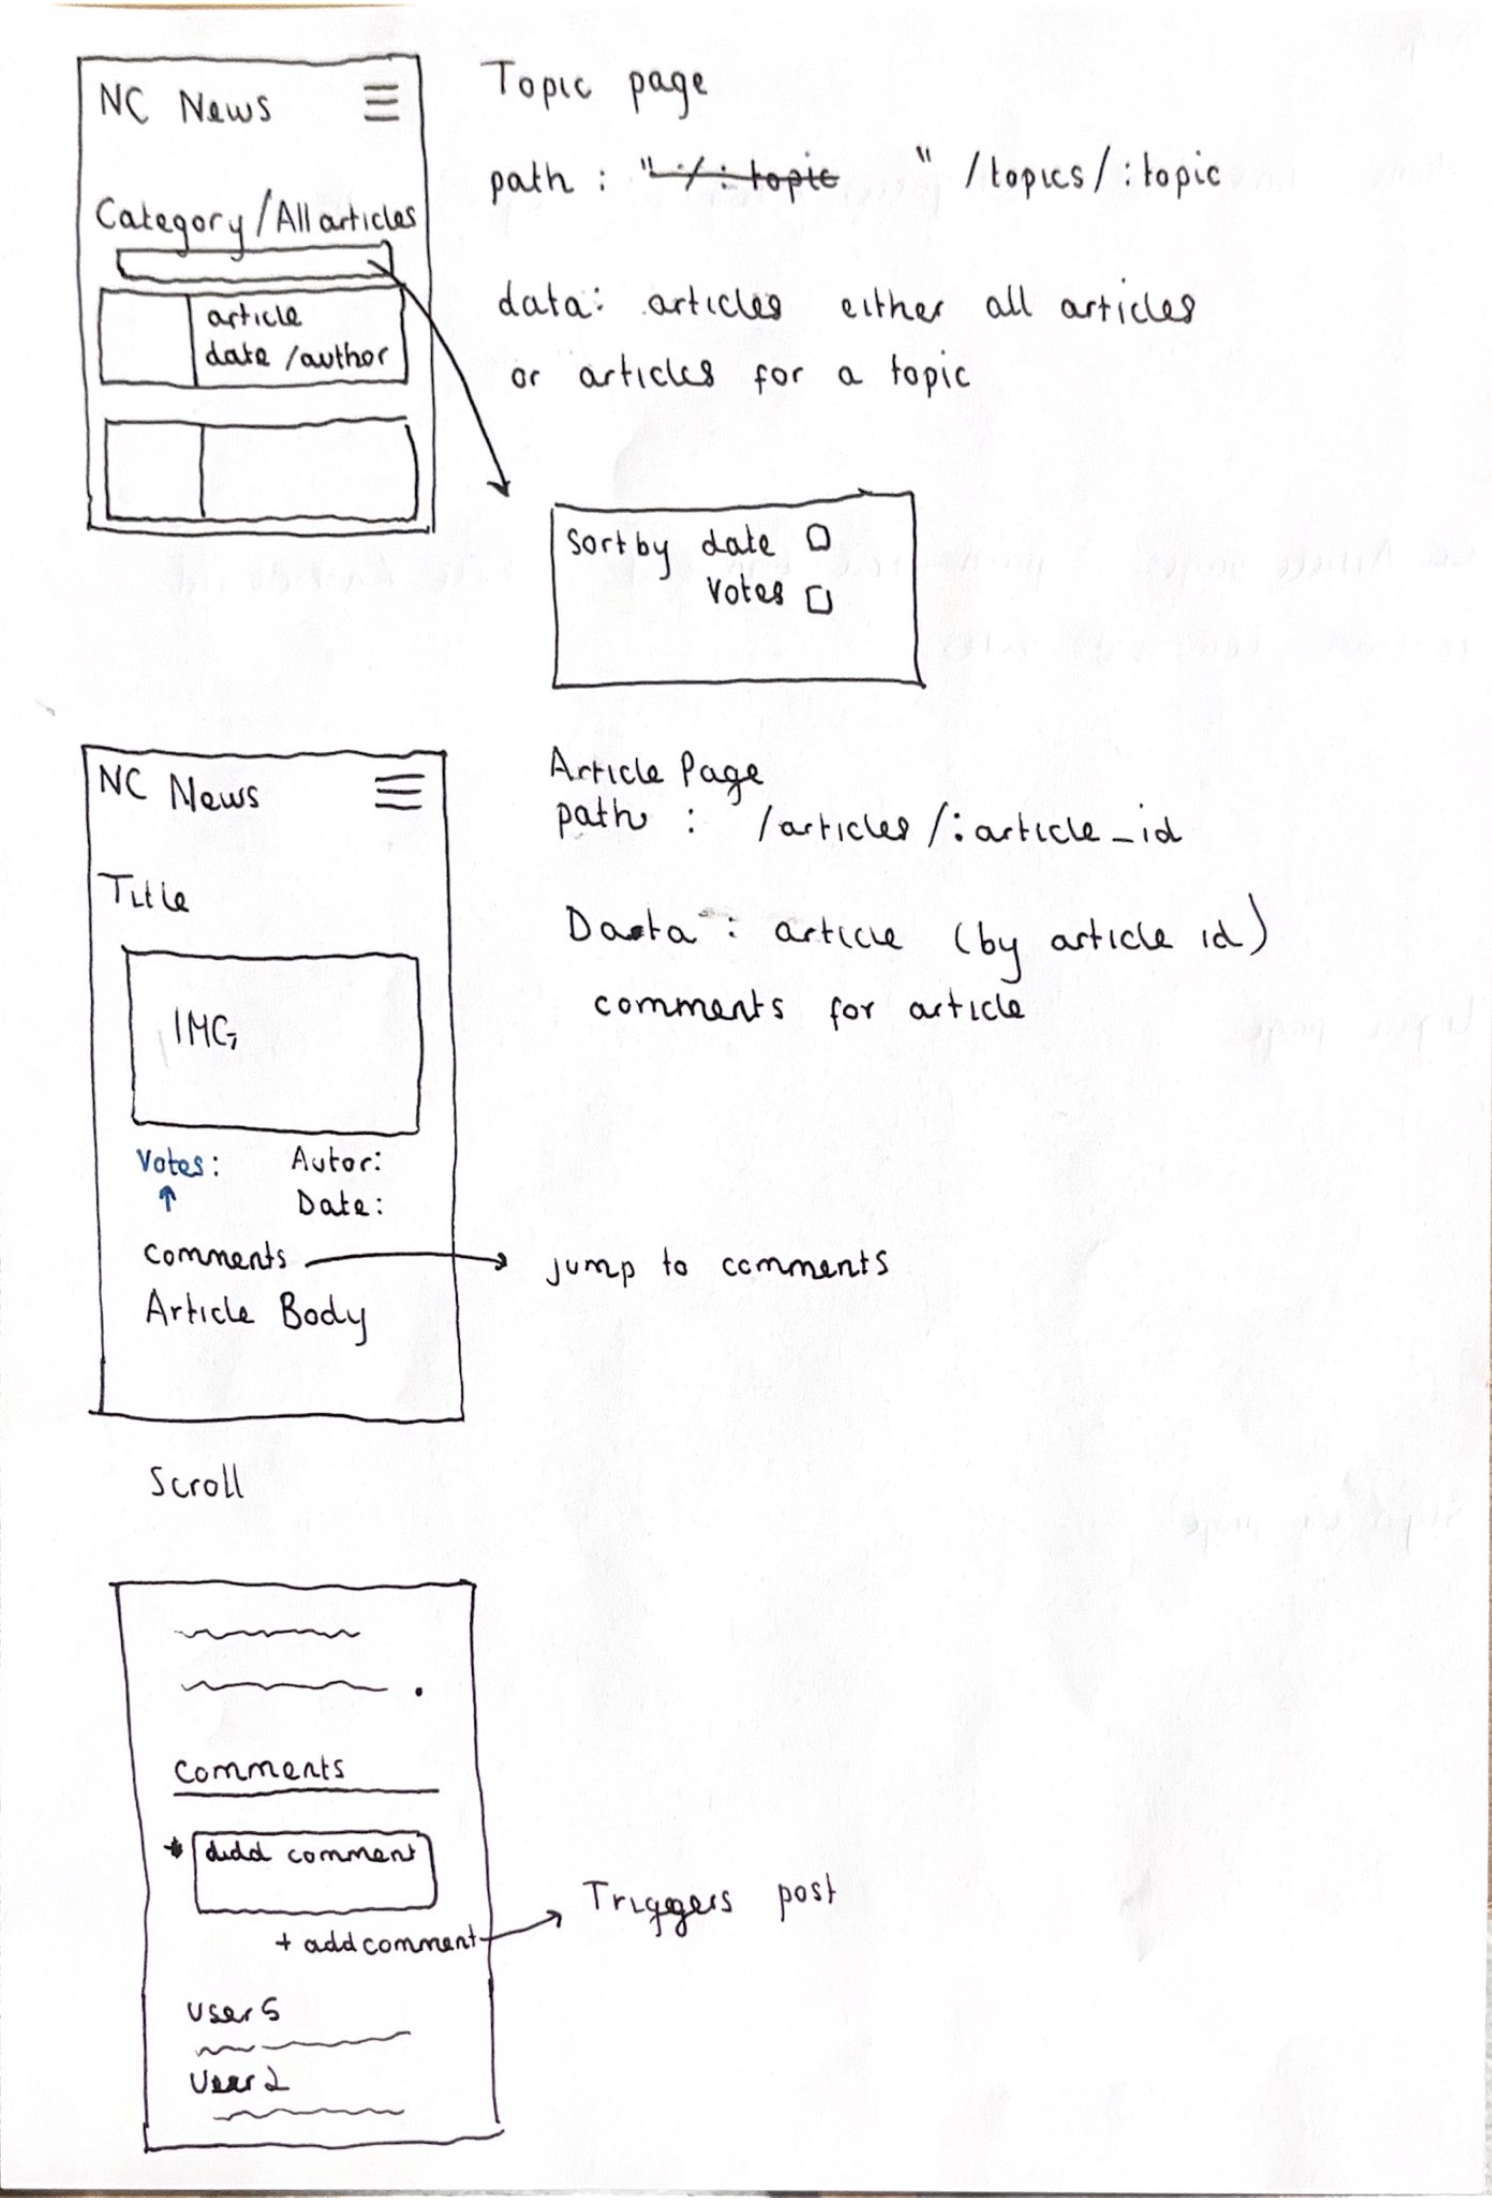 NC News
Topic page
path : " /:topic " /topics/:topic
Category/All articles
article
date/author
data: articles either all articles
or articles for a topic
Sort by date
Votes
NC News
Article Page
path : /articles/:article_id
Title
Data : article (by article id)
comments for article
IMG
Votes: Autor:
↑ Date:
comments → jump to comments
Article Body
Scroll
Comments
* add comment
+ add comment → Triggers post
User 5
User 2